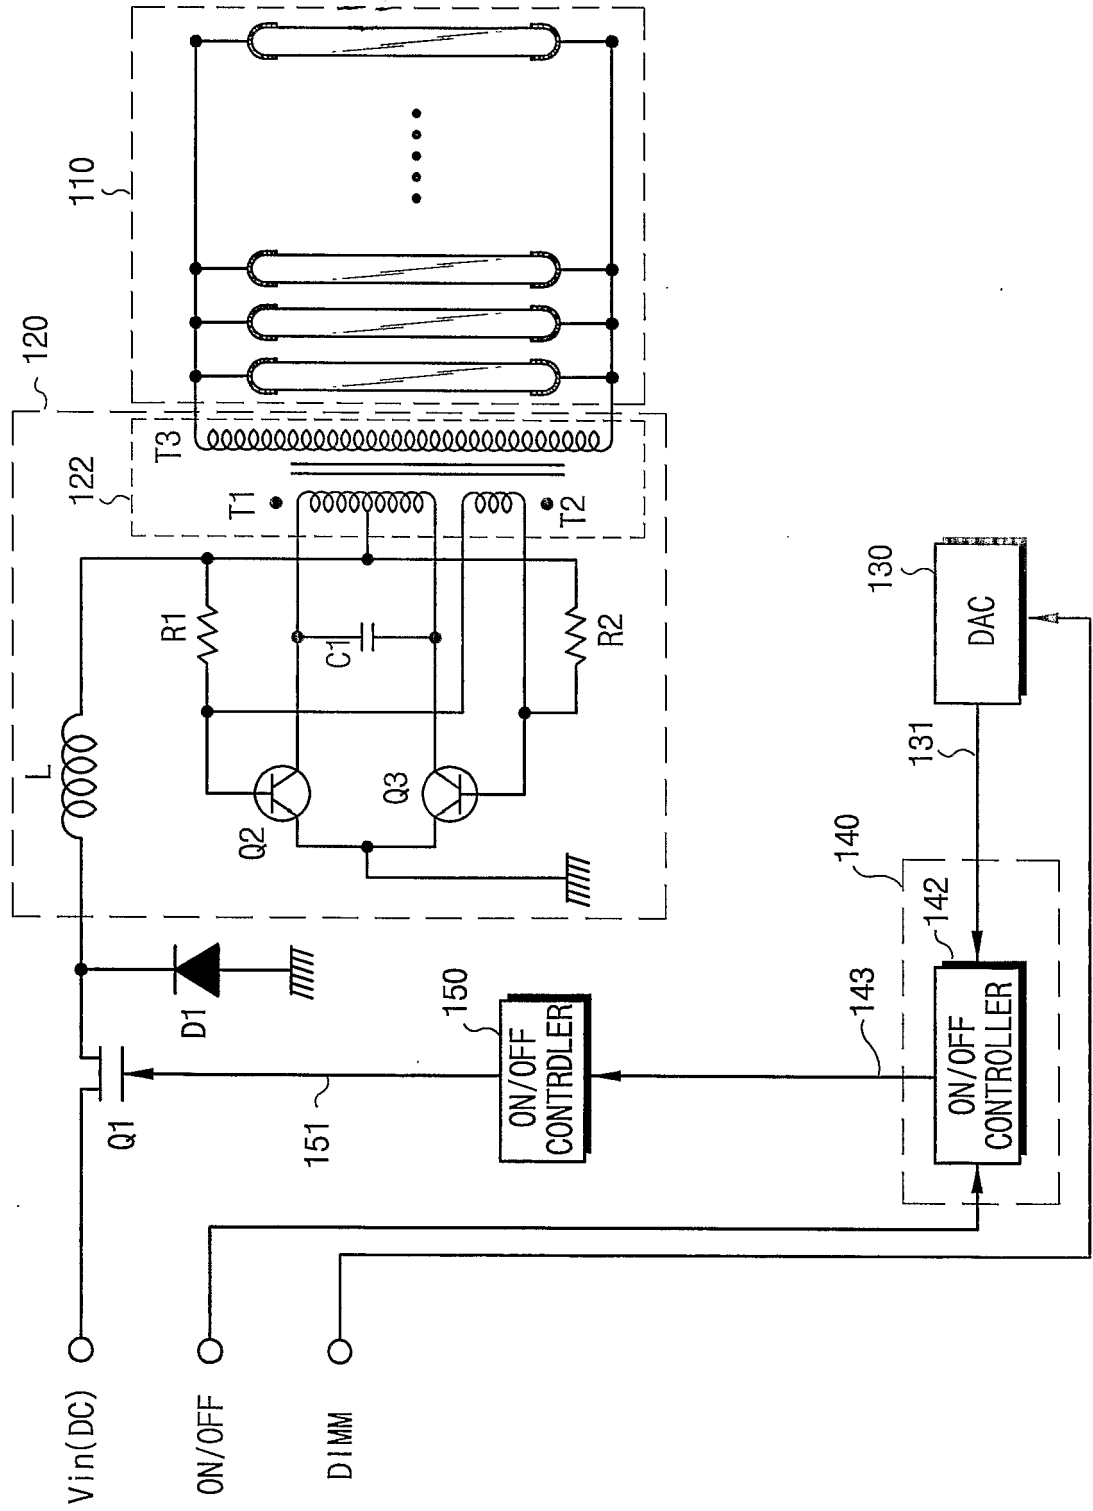 Vin(DC)
ON/OFF
DIMM
Q1
D1
L
120
122
110
T3
T1
T2
R1
C1
R2
Q2
Q3
151
150
ON/OFF
CONTRDLER
143
140
142
ON/OFF
CONTROLLER
131
130
DAC